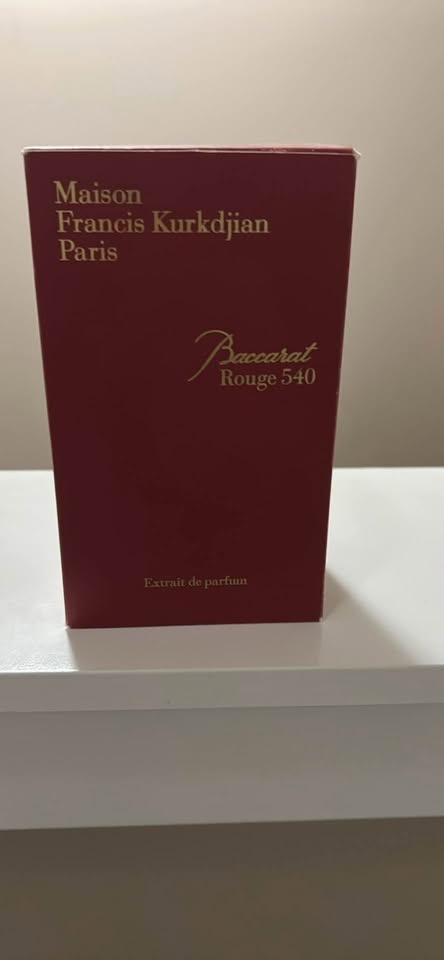 Maison
Francis Kurkdjian
Paris
Baccarat
Rouge 540
Extrait de parfum